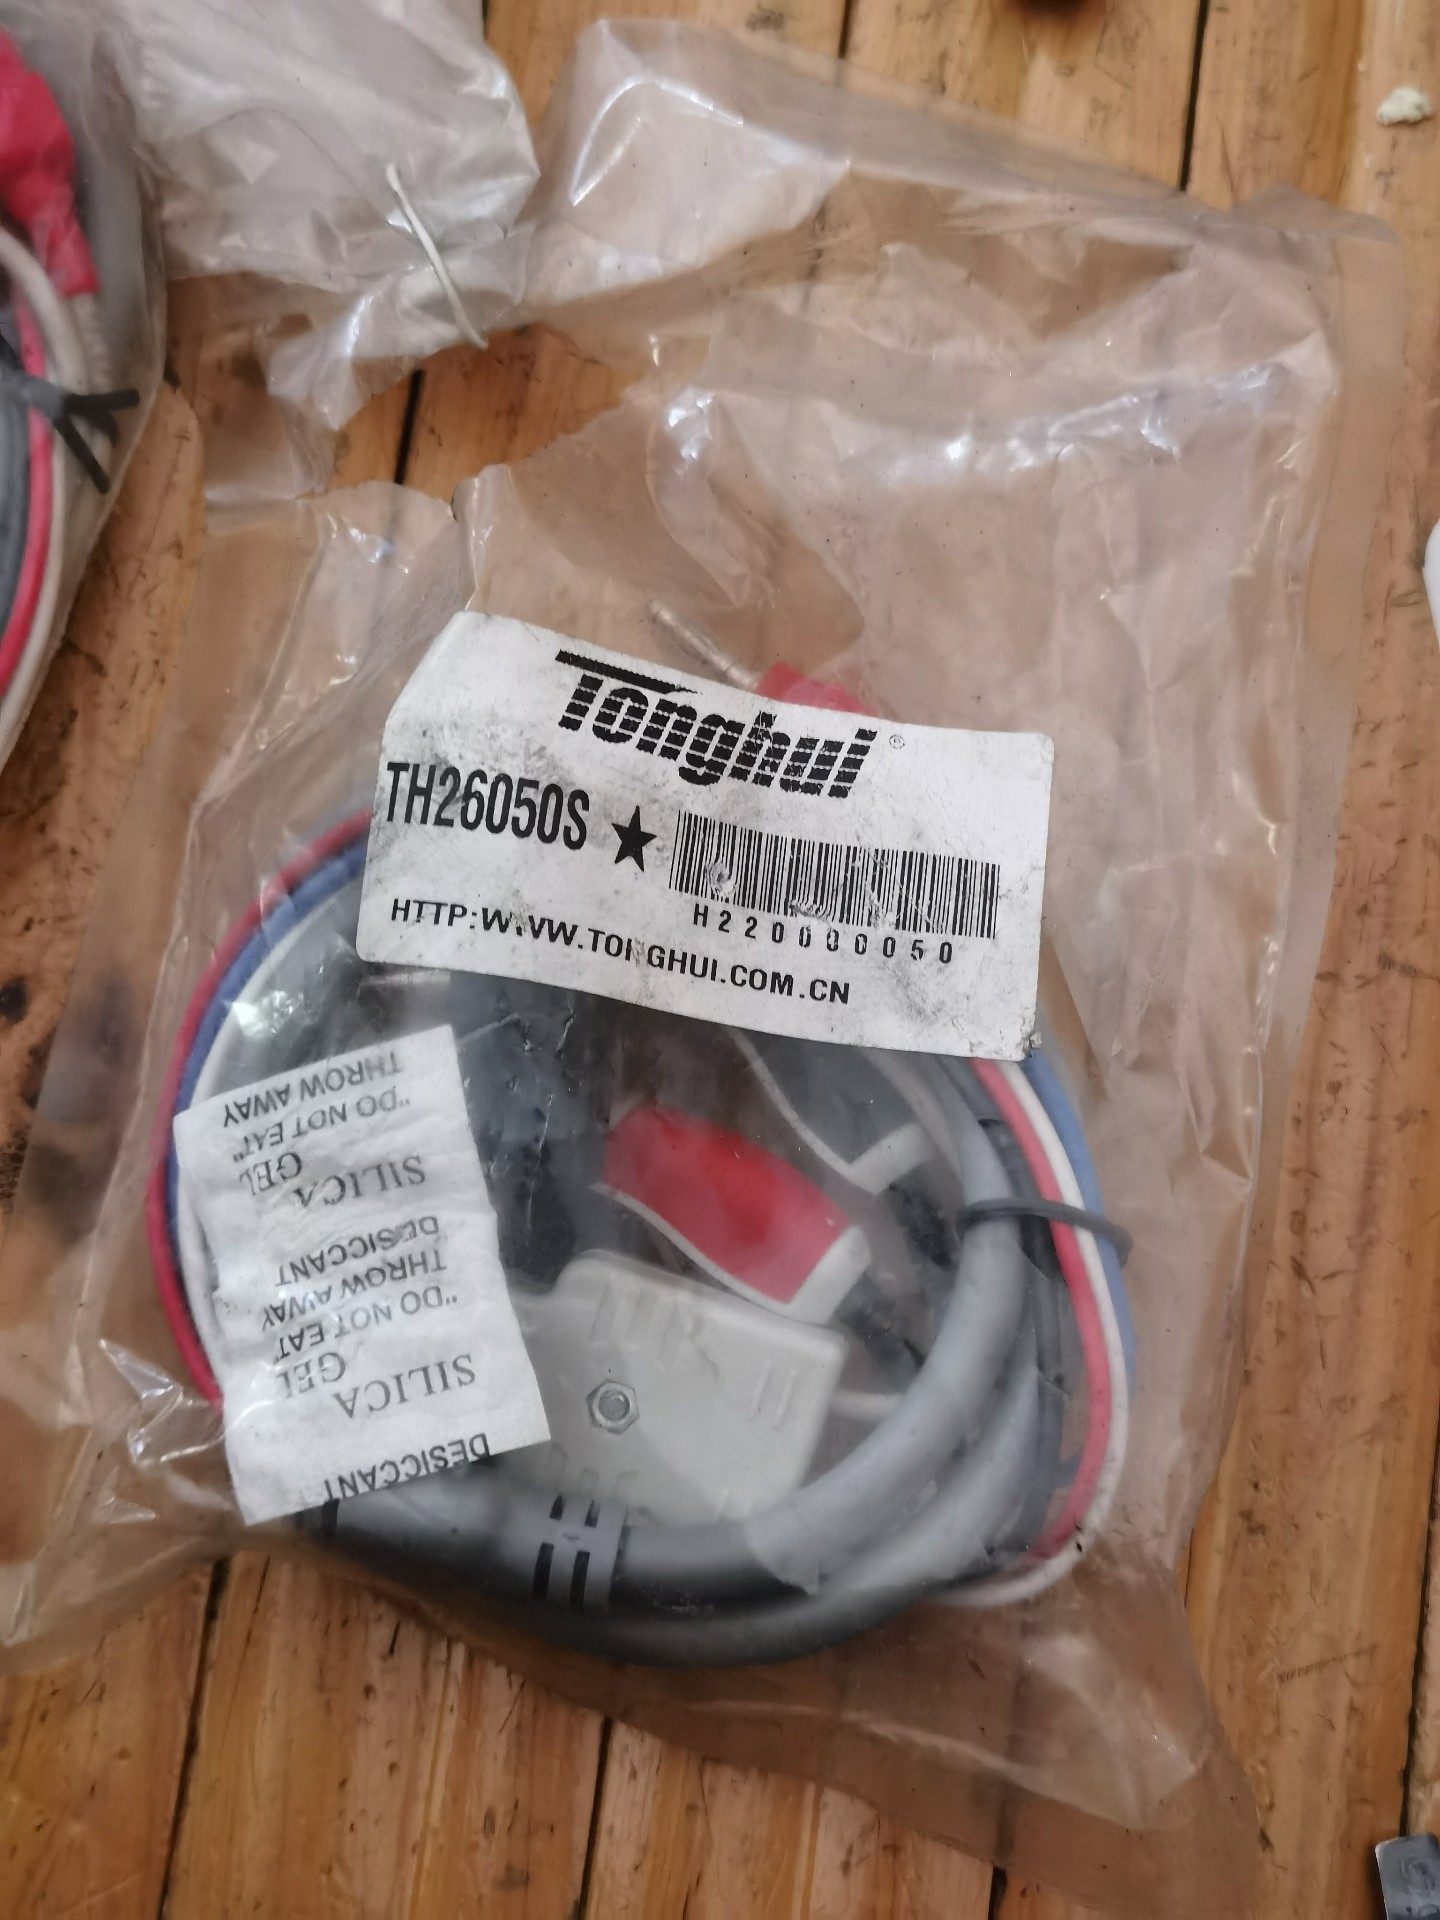 Tonghui ®
TH26050S ★
H220000050
HTTP:WWW.TONGHUI.COM.CN
THROW AWAY
"DO NOT EAT"
SILICA
GEL
DESICCANT
THROW AWAY
"DO NOT EAT"
SILICA
GEL
DESICCANT